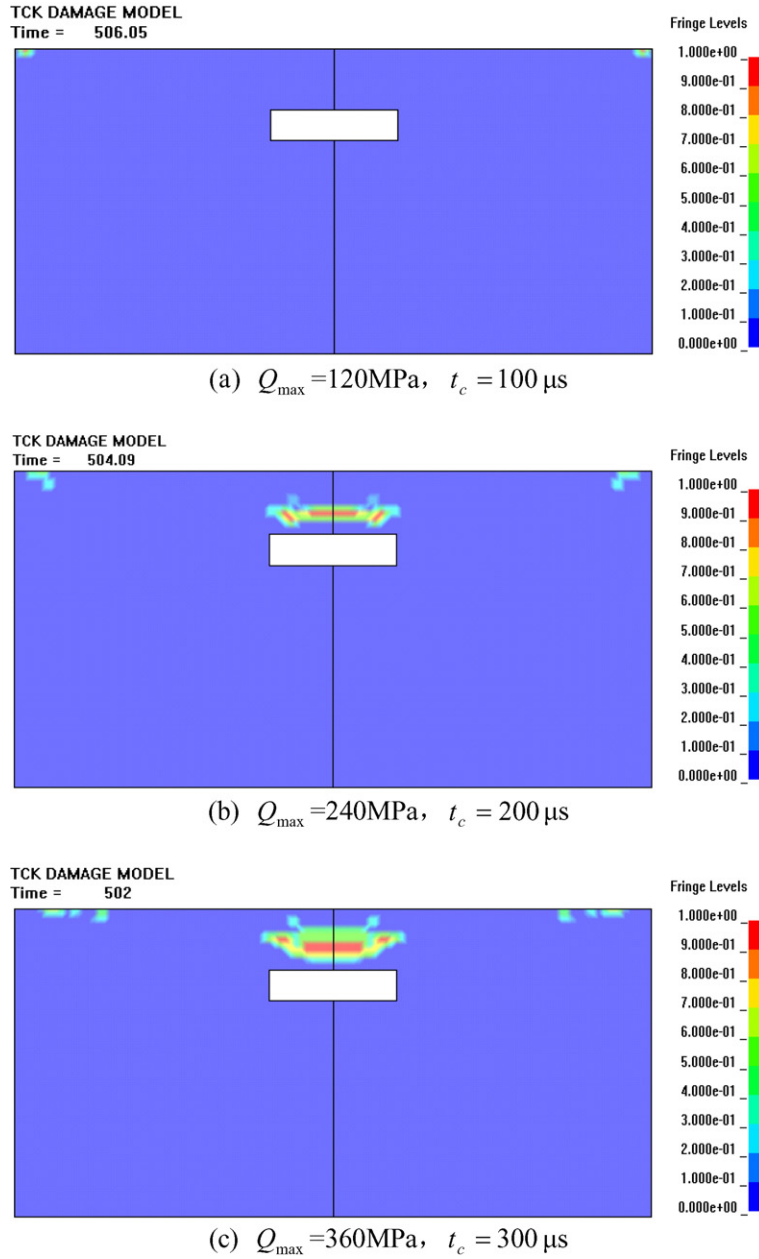 TCK DAMAGE MODEL
Time = 506.05
Fringe Levels
1.000e+00
9.000e-01
8.000e-01
7.000e-01
6.000e-01
5.000e-01
4.000e-01
3.000e-01
2.000e-01
1.000e-01
0.000e+00
(a) Qmax =120MPa, tc = 100 μs
TCK DAMAGE MODEL
Time = 504.09
Fringe Levels
1.000e+00
9.000e-01
8.000e-01
7.000e-01
6.000e-01
5.000e-01
4.000e-01
3.000e-01
2.000e-01
1.000e-01
0.000e+00
(b) Qmax =240MPa, tc = 200 μs
TCK DAMAGE MODEL
Time = 502
Fringe Levels
1.000e+00
9.000e-01
8.000e-01
7.000e-01
6.000e-01
5.000e-01
4.000e-01
3.000e-01
2.000e-01
1.000e-01
0.000e+00
(c) Qmax =360MPa, tc = 300 μs